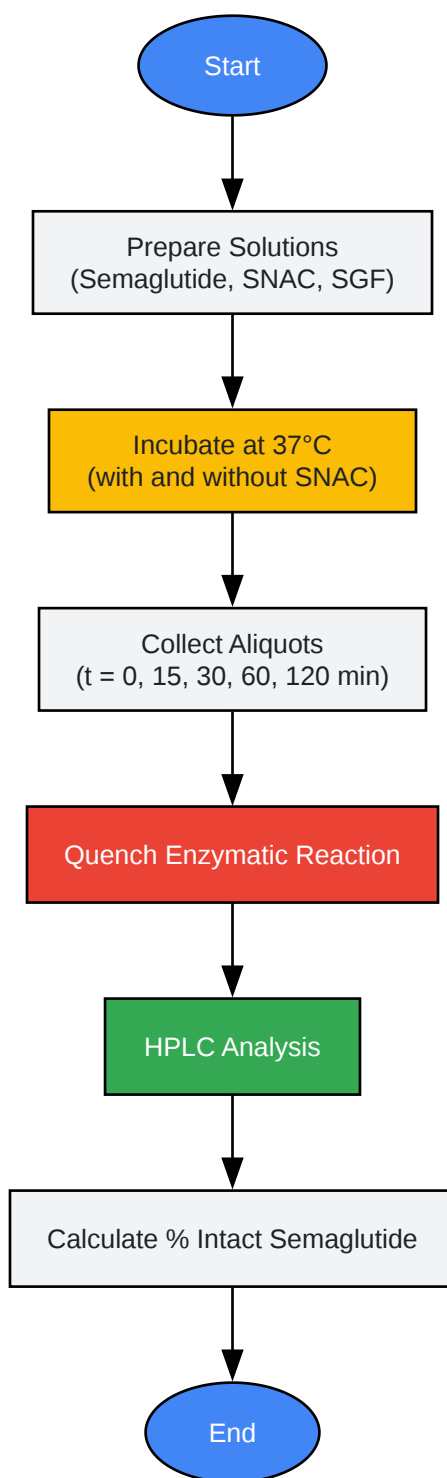 Start
Prepare Solutions
(Semaglutide, SNAC, SGF)
Incubate at 37°C
(with and without SNAC)
Collect Aliquots
(t = 0, 15, 30, 60, 120 min)
Quench Enzymatic Reaction
HPLC Analysis
Calculate % Intact Semaglutide
End